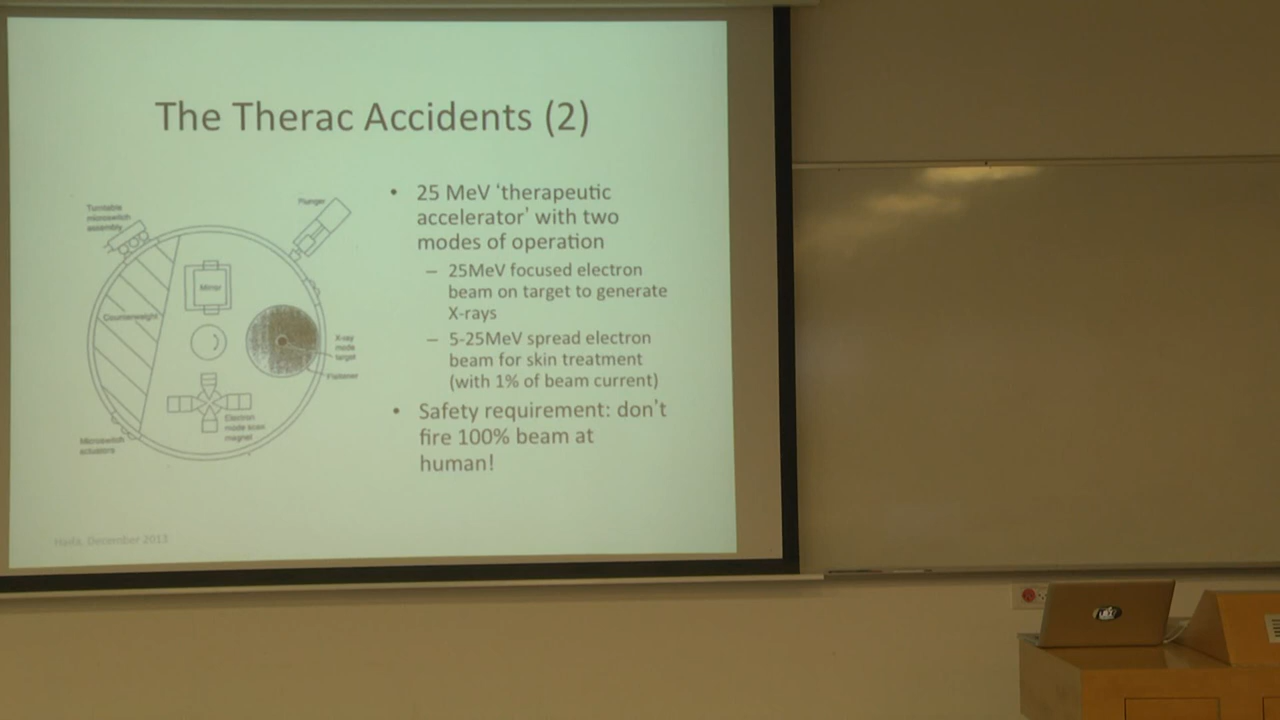 The Therac Accidents (2)
Turntable
microswitch
assembly
Plunger
Mirror
Counterweight
X-ray
mode
target
Flattener
Electron
mode scan
magnet
Microswitch
actuators
• 25 MeV ‘therapeutic
accelerator’ with two
modes of operation
– 25MeV focused electron
beam on target to generate
X-rays
– 5-25MeV spread electron
beam for skin treatment
(with 1% of beam current)
• Safety requirement: don’t
fire 100% beam at
human!
Haifa, December 2013